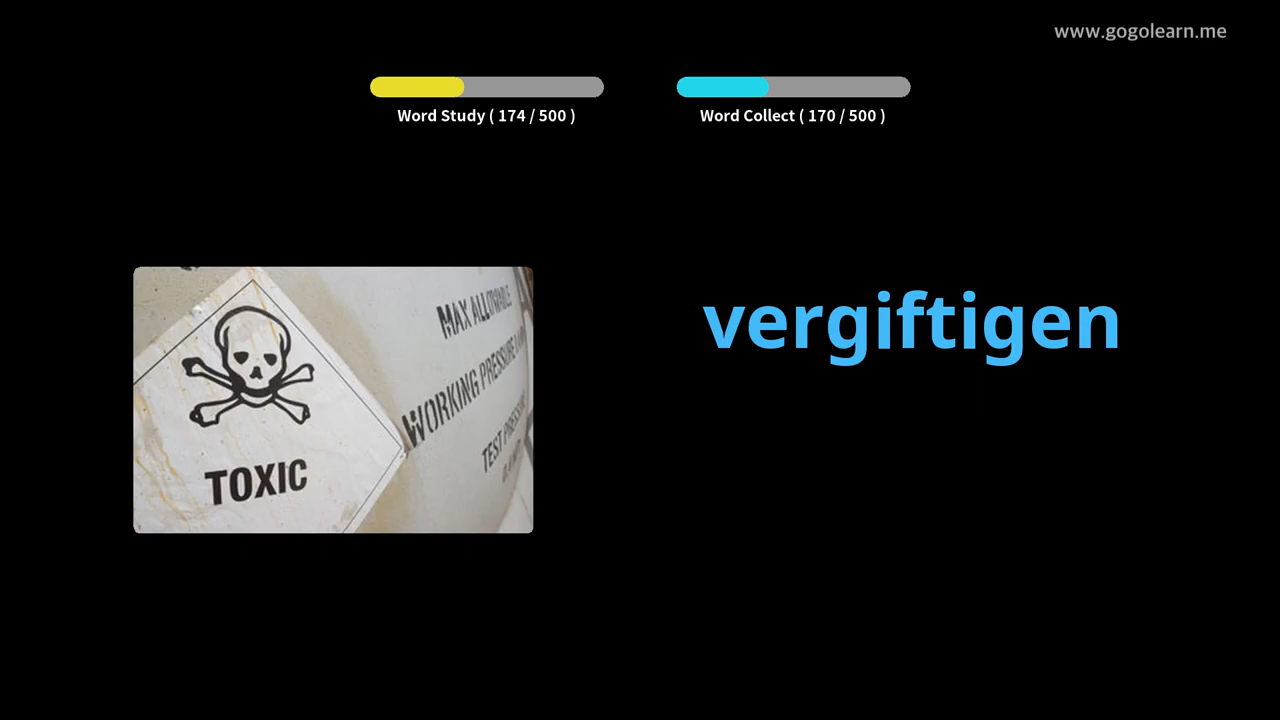 www.gogolearn.me
Word Study ( 174 / 500 )
Word Collect ( 170 / 500 )
vergiftigen
MAX ALLOWABLE
WORKING PRESSURE
TEST PRESSURE
TOXIC